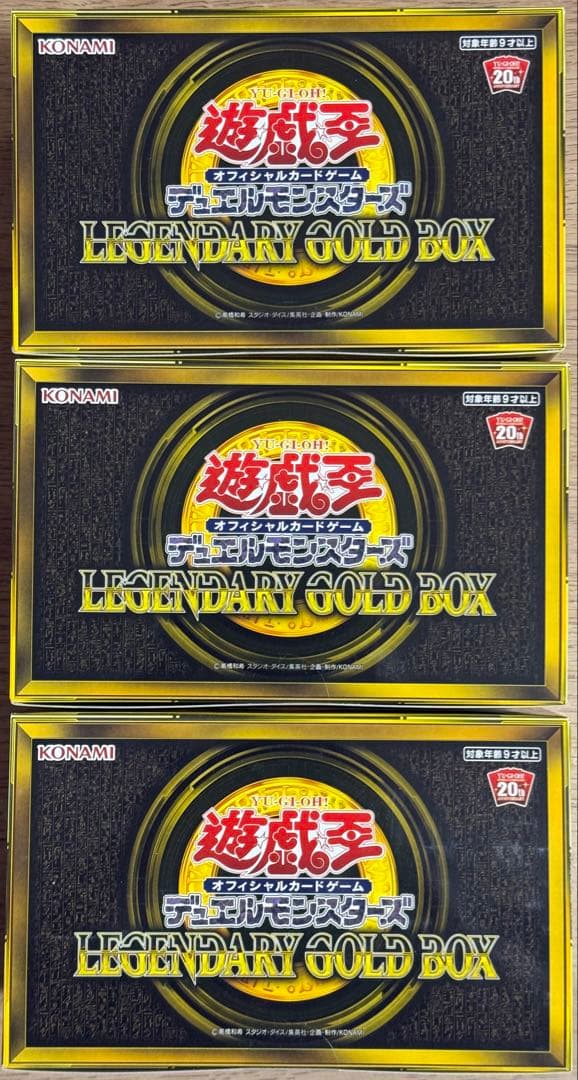 KONAMI
対象年齢9才以上
YU-GI-OH!
20th
ANNIVERSARY
YU-GI-OH!
遊戯王
オフィシャルカードゲーム
デュエルモンスターズ
LEGENDARY GOLD BOX
©高橋和希 スタジオ・ダイス/集英社・企画・制作/KONAMI
KONAMI
対象年齢9才以上
YU-GI-OH!
20th
ANNIVERSARY
YU-GI-OH!
遊戯王
オフィシャルカードゲーム
デュエルモンスターズ
LEGENDARY GOLD BOX
©高橋和希 スタジオ・ダイス/集英社・企画・制作/KONAMI
KONAMI
対象年齢9才以上
YU-GI-OH!
20th
ANNIVERSARY
YU-GI-OH!
遊戯王
オフィシャルカードゲーム
デュエルモンスターズ
LEGENDARY GOLD BOX
©高橋和希 スタジオ・ダイス/集英社・企画・制作/KONAMI